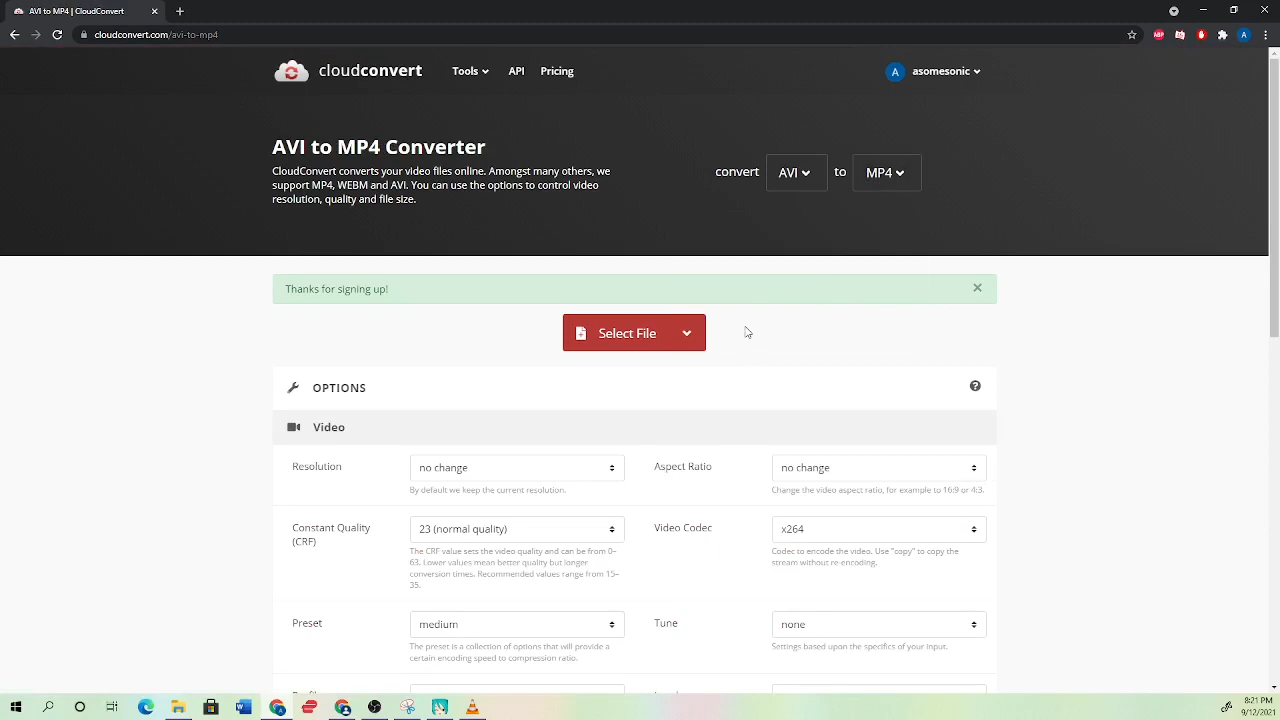 AVI to MP4 | CloudConvert
cloudconvert.com/avi-to-mp4
A
cloudconvert
Tools
API
Pricing
A
asomesonic
AVI to MP4 Converter
CloudConvert converts your video files online. Amongst many others, we
support MP4, WEBM and AVI. You can use the options to control video
resolution, quality and file size.
convert
AVI
to
MP4
Thanks for signing up!
Select File
OPTIONS
Video
Resolution
no change
By default we keep the current resolution.
Aspect Ratio
no change
Change the video aspect ratio, for example to 16:9 or 4:3.
Constant Quality
(CRF)
23 (normal quality)
The CRF value sets the video quality and can be from 0–
63. Lower values mean better quality but longer
conversion times. Recommended values range from 15–
35.
Video Codec
x264
Codec to encode the video. Use "copy" to copy the
stream without re-encoding.
Preset
medium
The preset is a collection of options that will provide a
certain encoding speed to compression ratio.
Tune
none
Settings based upon the specifics of your input.
8:21 PM
9/12/2021